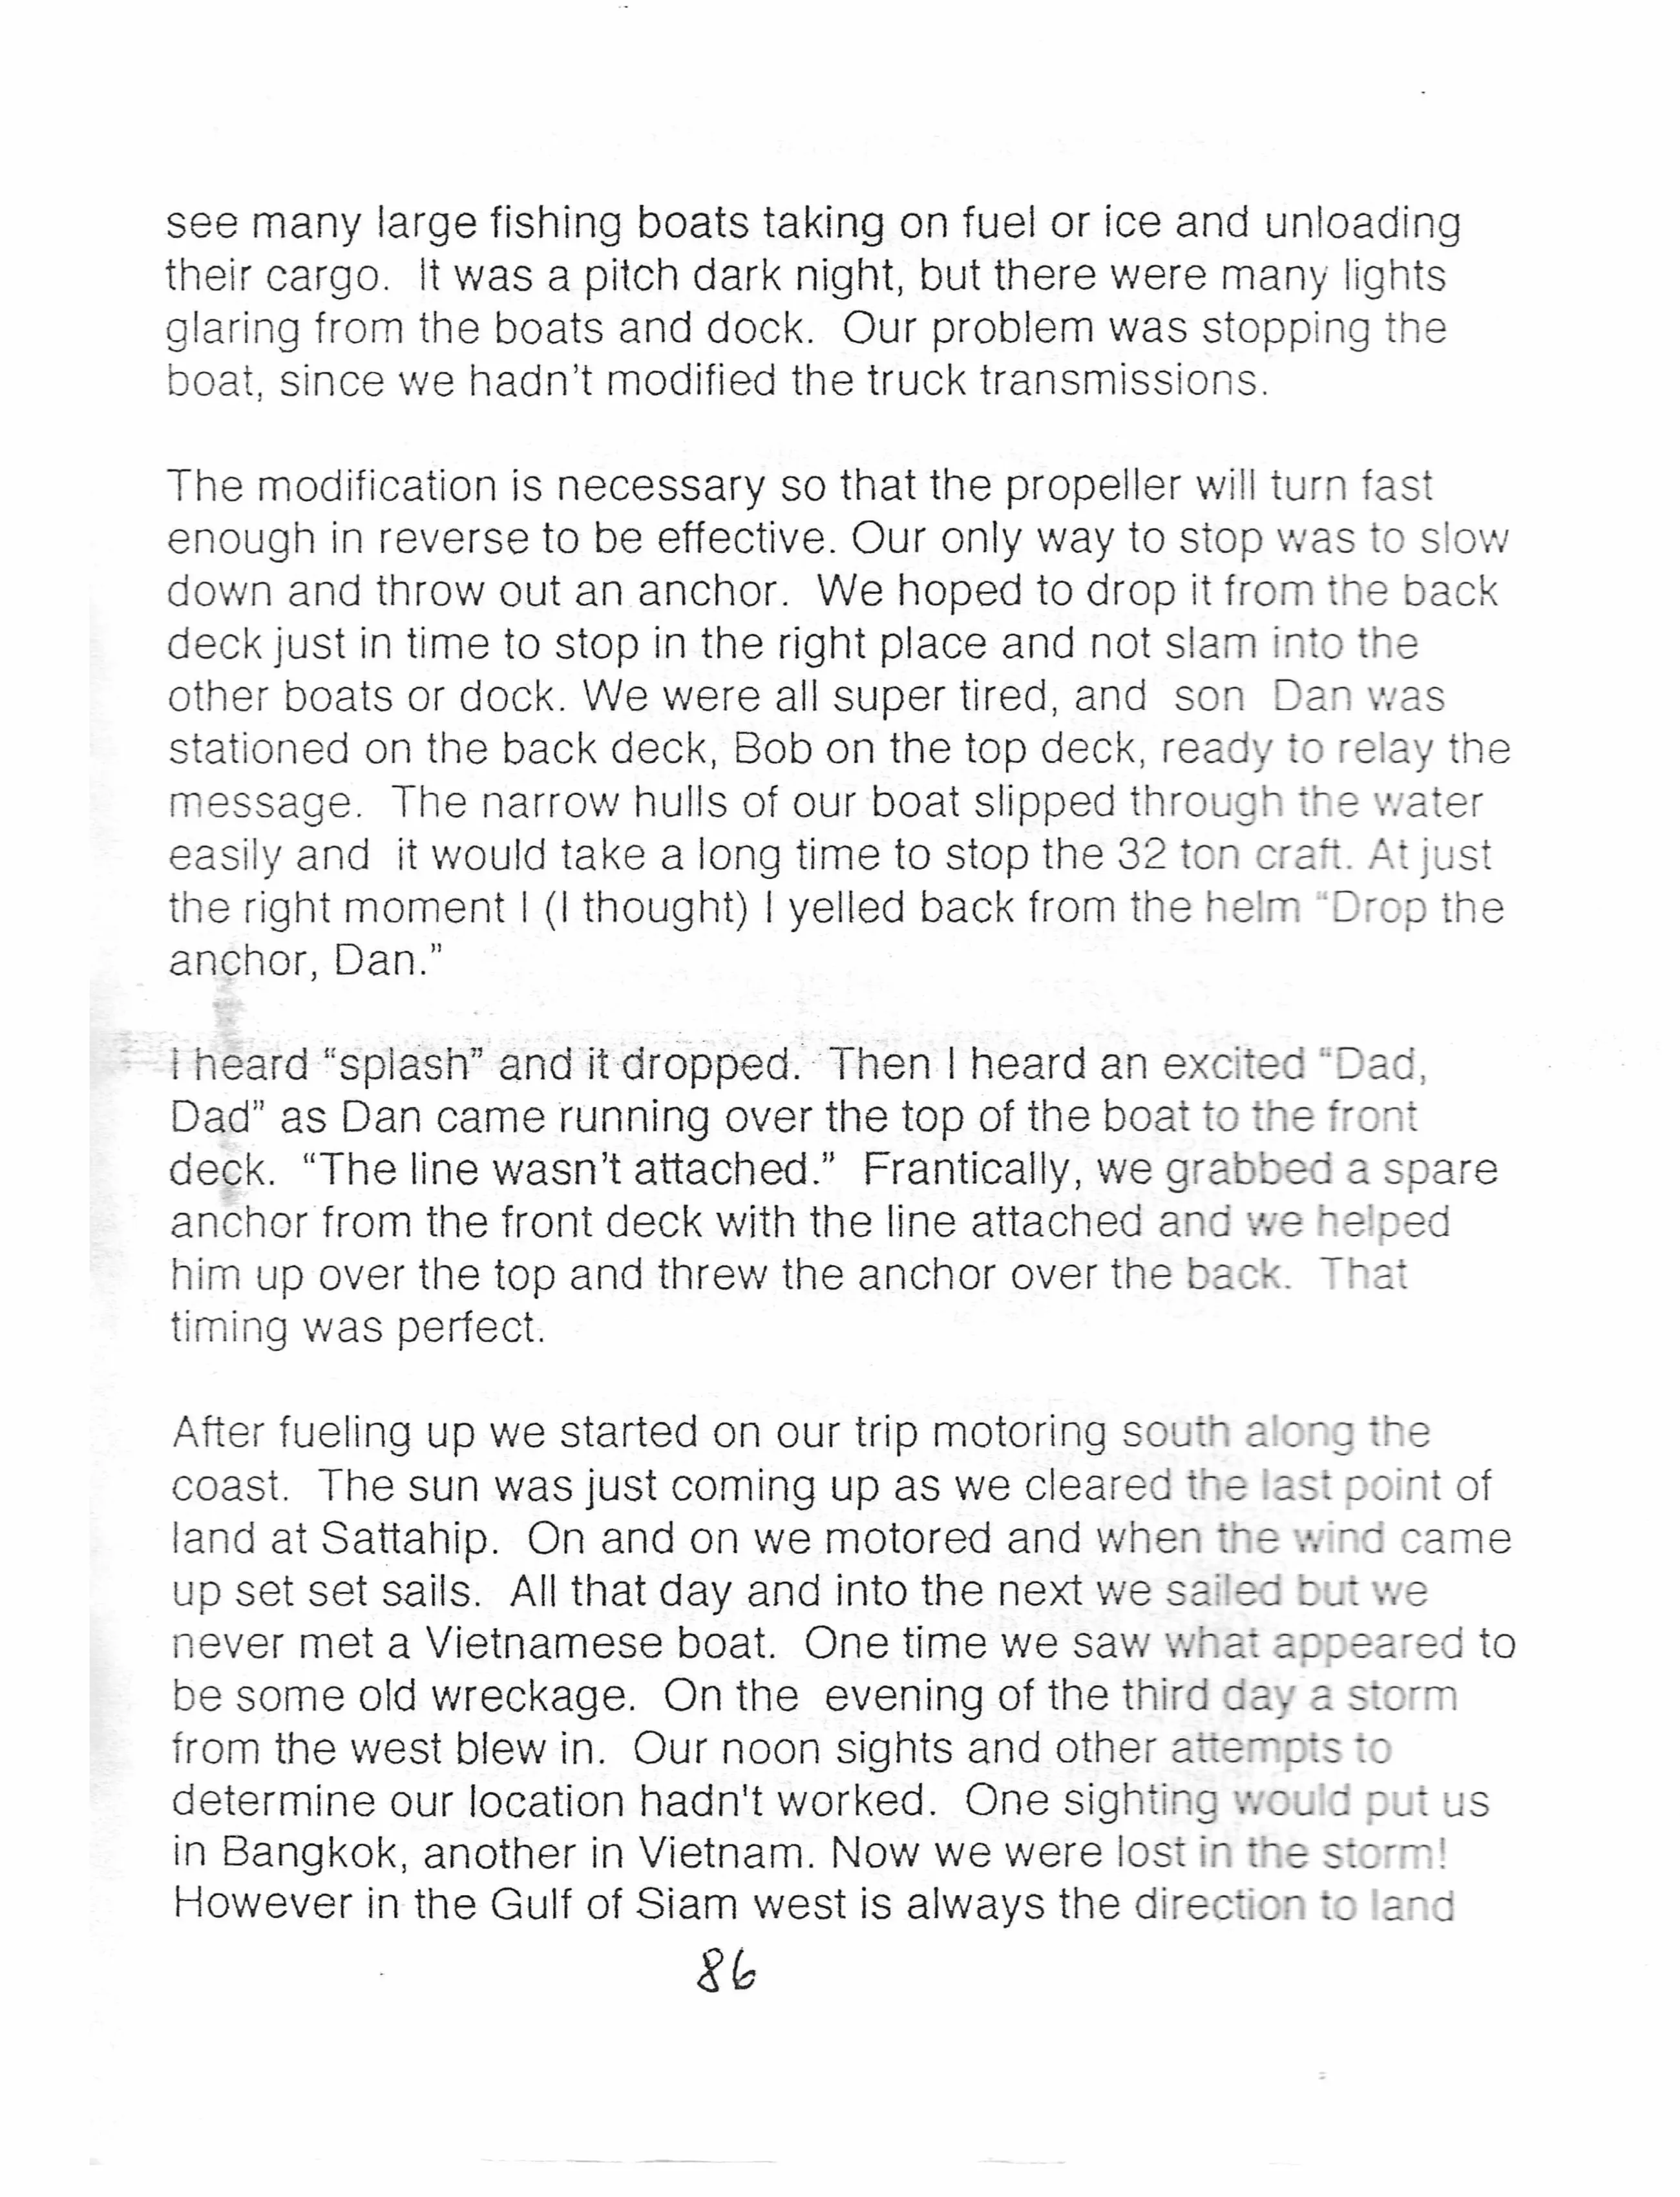 see many large fishing boats taking on fuel or ice and unloading
their cargo.  It was a pitch dark night, but there were many lights
glaring from the boats and dock.  Our problem was stopping the
boat, since we hadn't modified the truck transmissions.

The modification is necessary so that the propeller will turn fast
enough in reverse to be effective. Our only way to stop was to slow
down and throw out an anchor.  We hoped to drop it from the back
deck just in time to stop in the right place and not slam into the
other boats or dock. We were all super tired, and  son  Dan was
stationed on the back deck, Bob on the top deck, ready to relay the
message.  The narrow hulls of our boat slipped through the water
easily and  it would take a long time to stop the 32 ton craft. At just
the right moment I (I thought) I yelled back from the helm “Drop the
anchor, Dan.”

I heard “splash” and it dropped.  Then I heard an excited “Dad,
Dad” as Dan came running over the top of the boat to the front
deck.  “The line wasn't attached.”  Frantically, we grabbed a spare
anchor from the front deck with the line attached and we helped
him up over the top and threw the anchor over the back.  That
timing was perfect.

After fueling up we started on our trip motoring south along the
coast.  The sun was just coming up as we cleared the last point of
land at Sattahip.  On and on we motored and when the wind came
up set set sails.  All that day and into the next we sailed but we
never met a Vietnamese boat.  One time we saw what appeared to
be some old wreckage.  On the  evening of the third day a storm
from the west blew in.  Our noon sights and other attempts to
determine our location hadn't worked.  One sighting would put us
in Bangkok, another in Vietnam. Now we were lost in the storm!
However in the Gulf of Siam west is always the direction to land
86